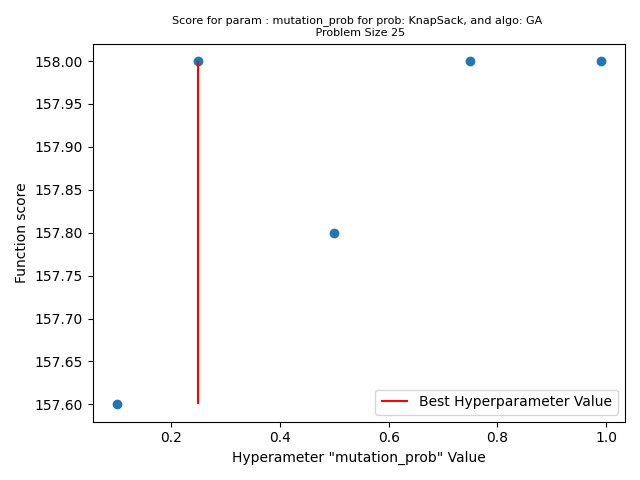 Score for param : mutation_prob for prob: KnapSack, and algo: GA
Problem Size 25
158.00
157.95
157.90
157.85
157.80
157.75
157.70
157.65
157.60
Function score
Best Hyperparameter Value
0.2 0.4 0.6 0.8 1.0
Hyperameter "mutation_prob" Value